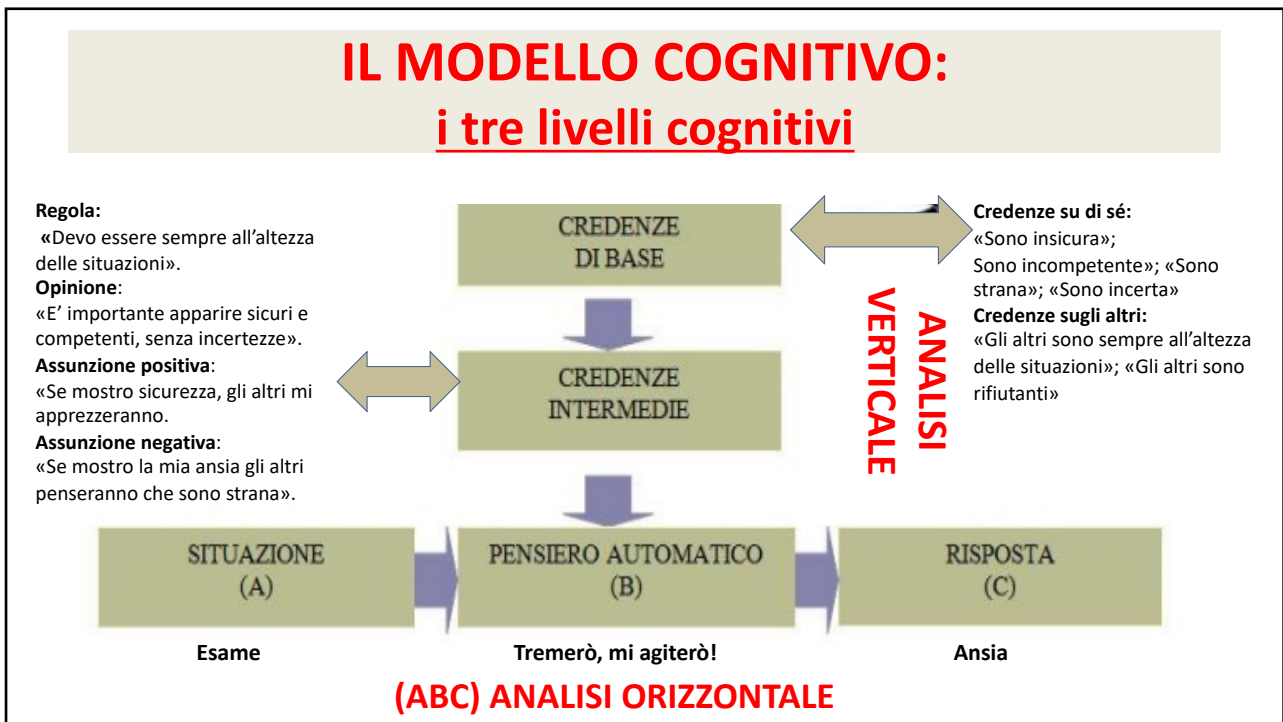 IL MODELLO COGNITIVO:
i tre livelli cognitivi
Regola:
«Devo essere sempre all’altezza
delle situazioni».
Opinione:
«E’ importante apparire sicuri e
competenti, senza incertezze».
Assunzione positiva:
«Se mostro sicurezza, gli altri mi
apprezzeranno.
Assunzione negativa:
«Se mostro la mia ansia gli altri
penseranno che sono strana».
CREDENZE
DI BASE
CREDENZE
INTERMEDIE
ANALISI
VERTICALE
Credenze su di sé:
«Sono insicura»;
Sono incompetente»; «Sono
strana»; «Sono incerta»
Credenze sugli altri:
«Gli altri sono sempre all’altezza
delle situazioni»; «Gli altri sono
rifiutanti»
SITUAZIONE
(A)
PENSIERO AUTOMATICO
(B)
RISPOSTA
(C)
Esame
Tremerò, mi agiterò!
Ansia
(ABC) ANALISI ORIZZONTALE